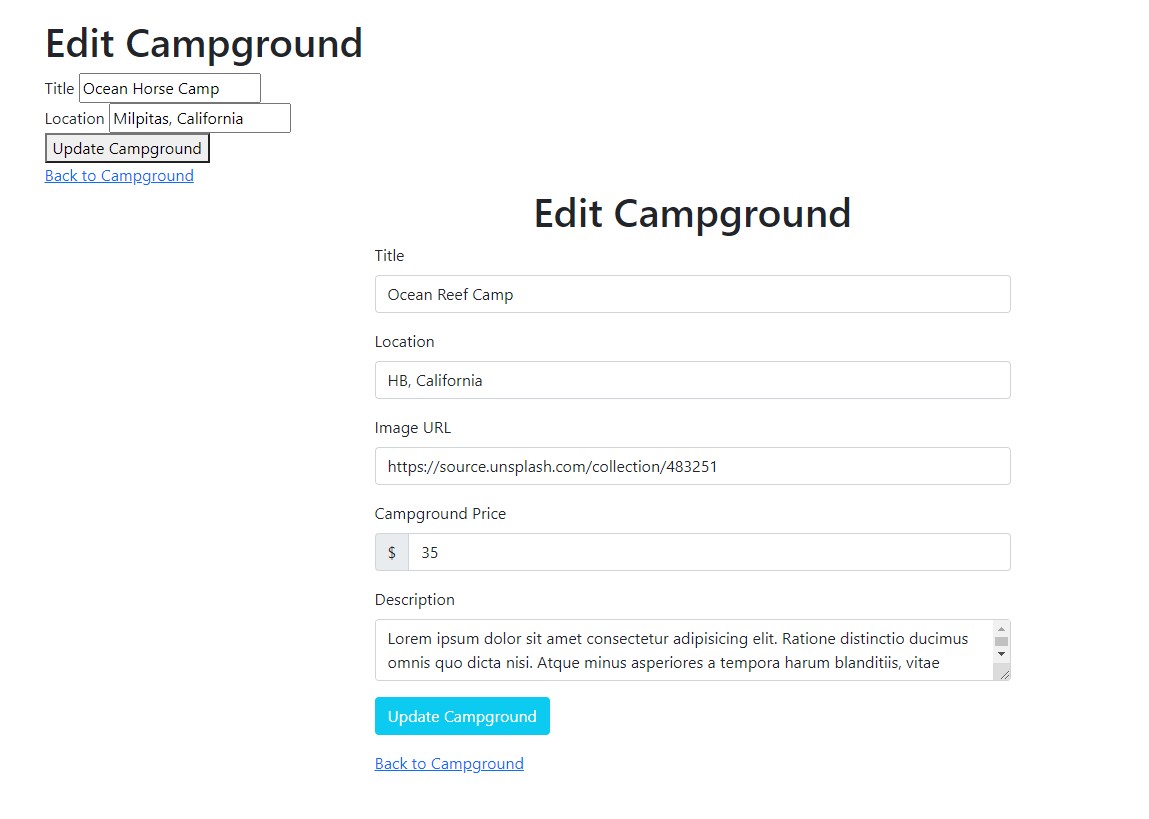 Edit Campground
Title Ocean Horse Camp
Location Milpitas, California
Update Campground
Back to Campground
Edit Campground
Title
Ocean Reef Camp
Location
HB, California
Image URL
https://source.unsplash.com/collection/483251
Campground Price
$ 35
Description
Lorem ipsum dolor sit amet consectetur adipisicing elit. Ratione distinctio ducimus
omnis quo dicta nisi. Atque minus asperiores a tempora harum blanditiis, vitae
Update Campground
Back to Campground